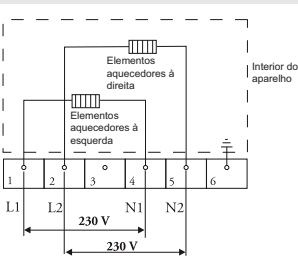 Elementos
aquecedores à
direita
Interior do
aparelho
Elementos
aquecedores à
esquerda
1 2 3 4 5 6
L1 L2 N1 N2
230 V
230 V